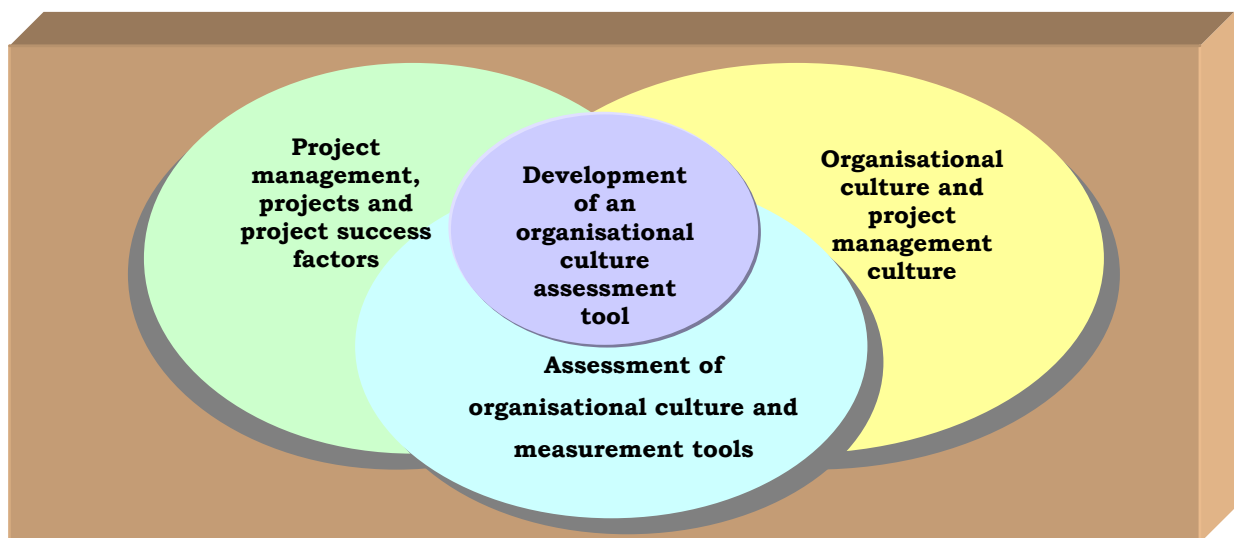 Project
management,
projects and
project success
factors
Development
of an
organisational
culture
assessment
tool
Organisational
culture and
project
management
culture
Assessment of
organisational culture and
measurement tools